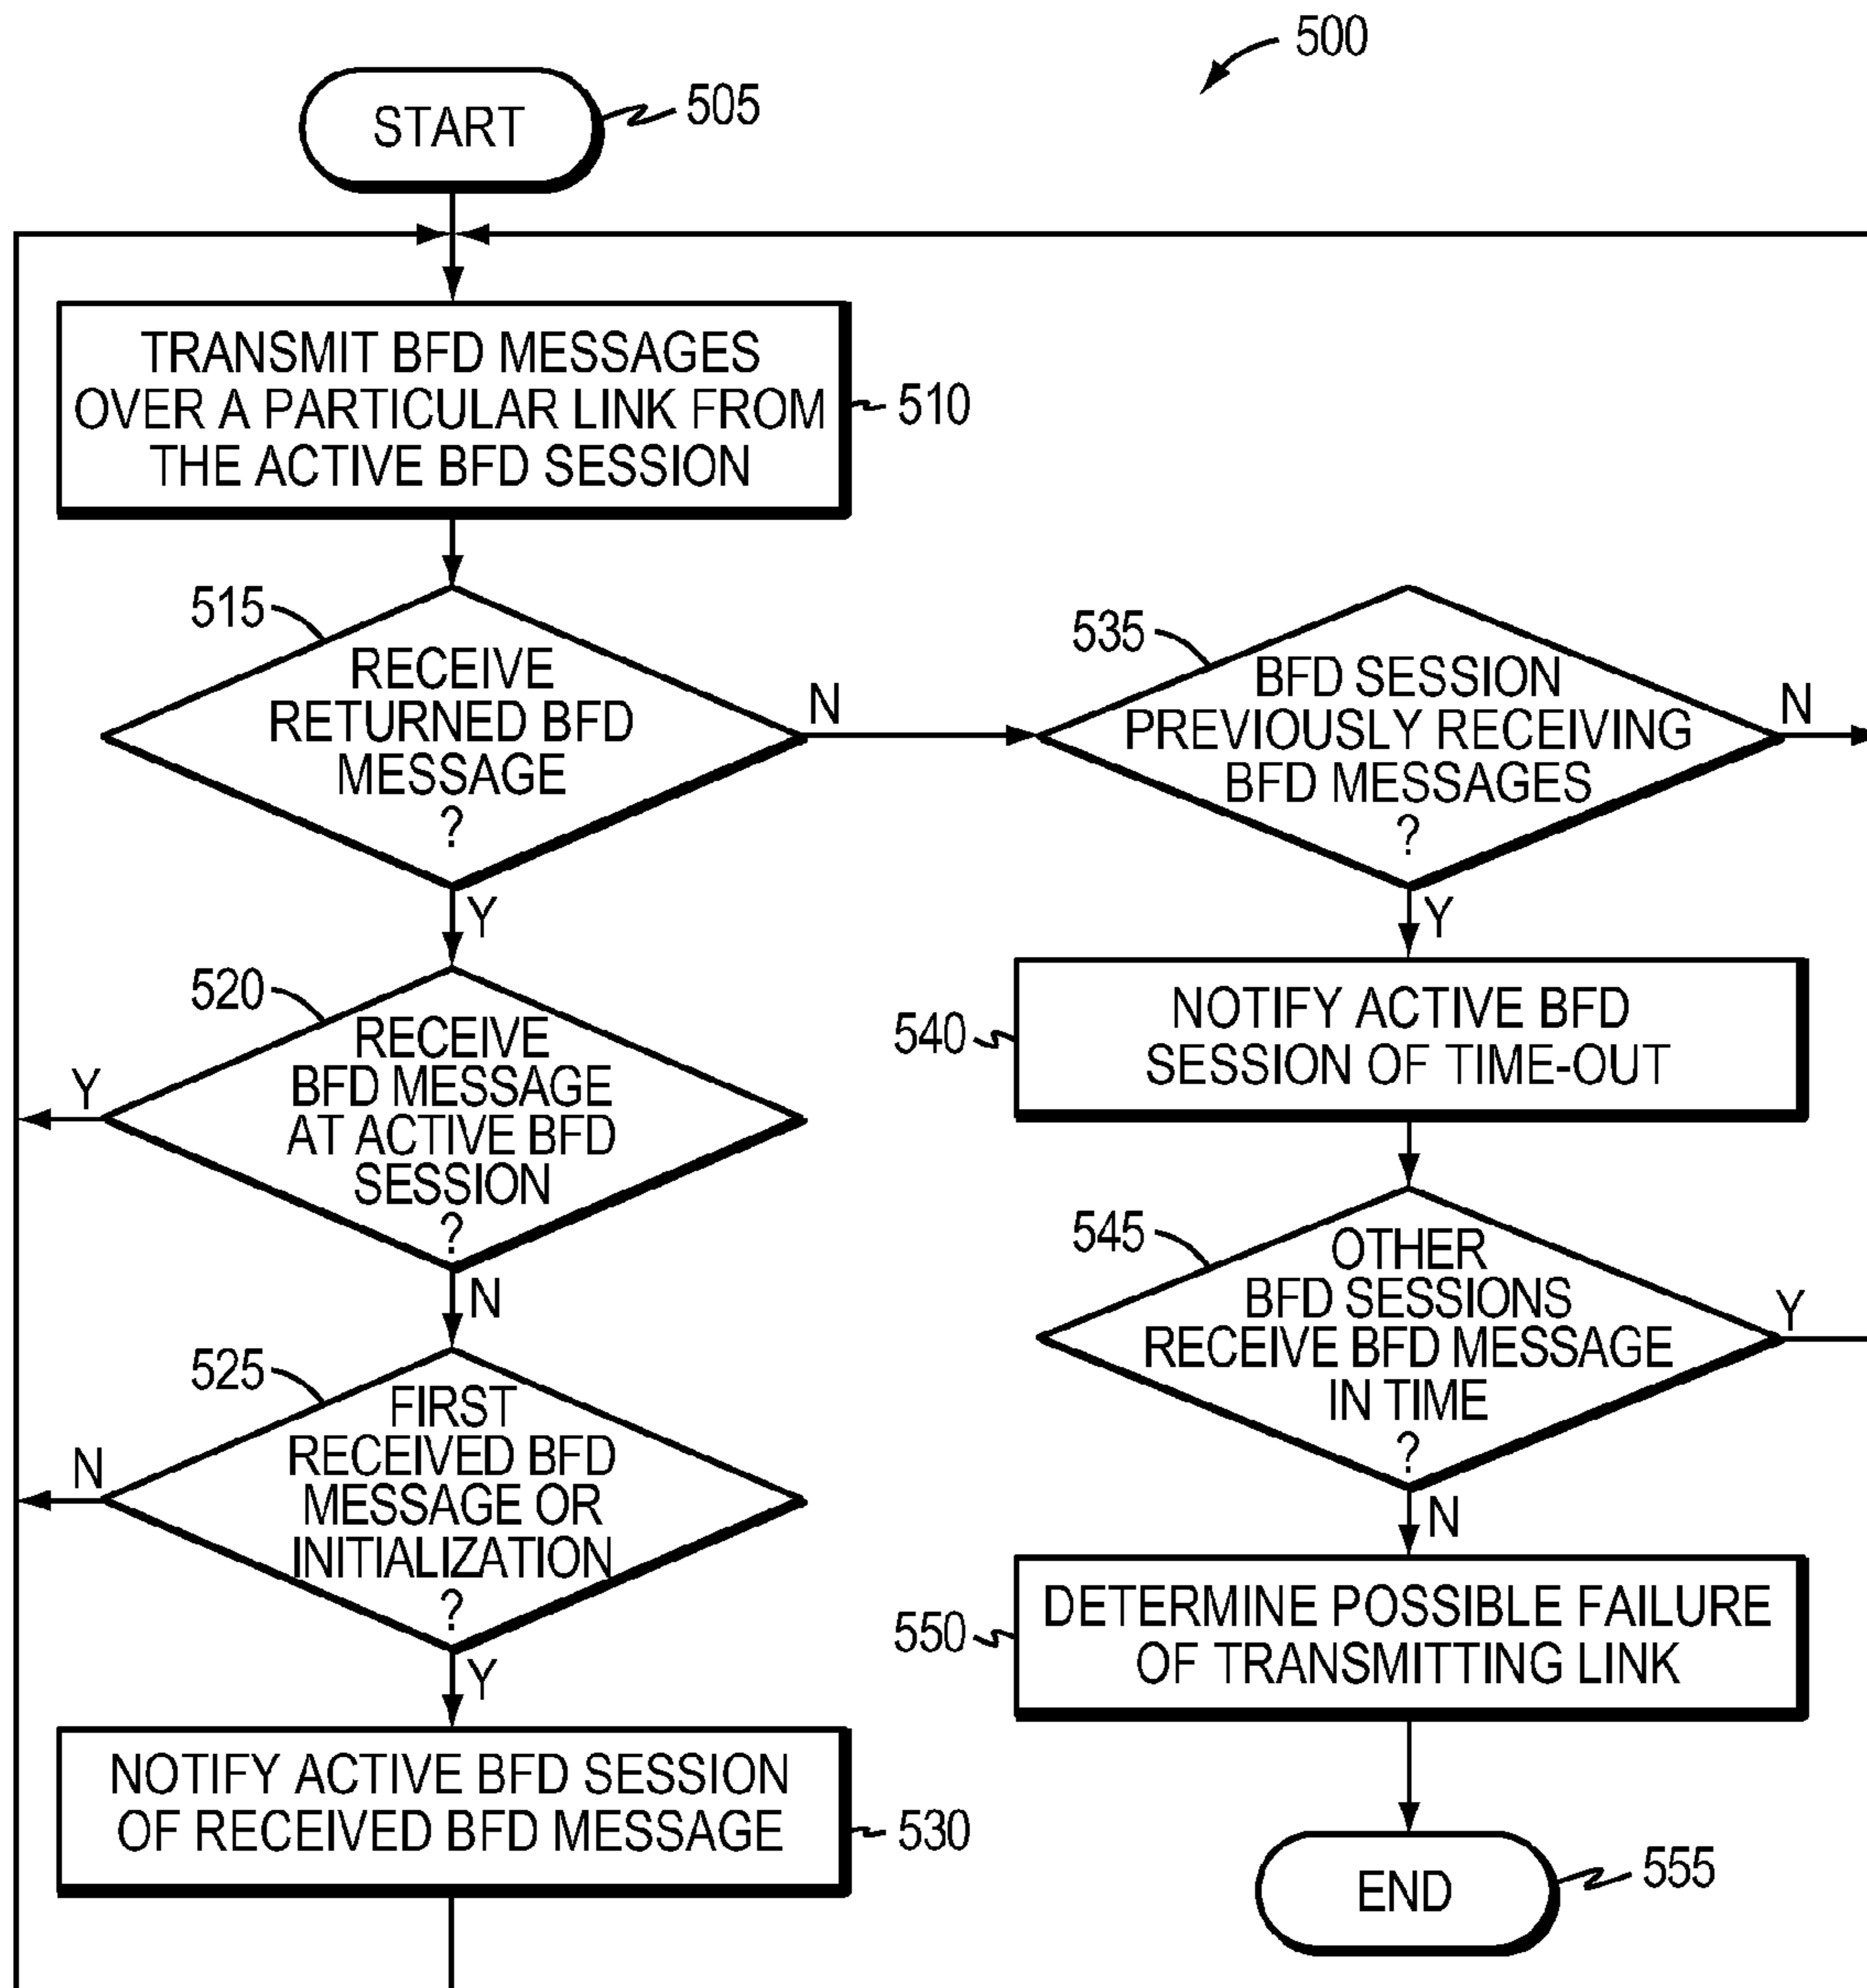 500
START
505
TRANSMIT BFD MESSAGES
OVER A PARTICULAR LINK FROM
THE ACTIVE BFD SESSION
510
515
RECEIVE
RETURNED BFD
MESSAGE
?
N
Y
535
BFD SESSION
PREVIOUSLY RECEIVING
BFD MESSAGES
?
N
Y
520
RECEIVE
BFD MESSAGE
AT ACTIVE BFD
SESSION
?
Y
N
540
NOTIFY ACTIVE BFD
SESSION OF TIME-OUT
545
OTHER
BFD SESSIONS
RECEIVE BFD MESSAGE
IN TIME
?
Y
N
525
FIRST
RECEIVED BFD
MESSAGE OR
INITIALIZATION
?
N
Y
550
DETERMINE POSSIBLE FAILURE
OF TRANSMITTING LINK
NOTIFY ACTIVE BFD SESSION
OF RECEIVED BFD MESSAGE
530
END
555